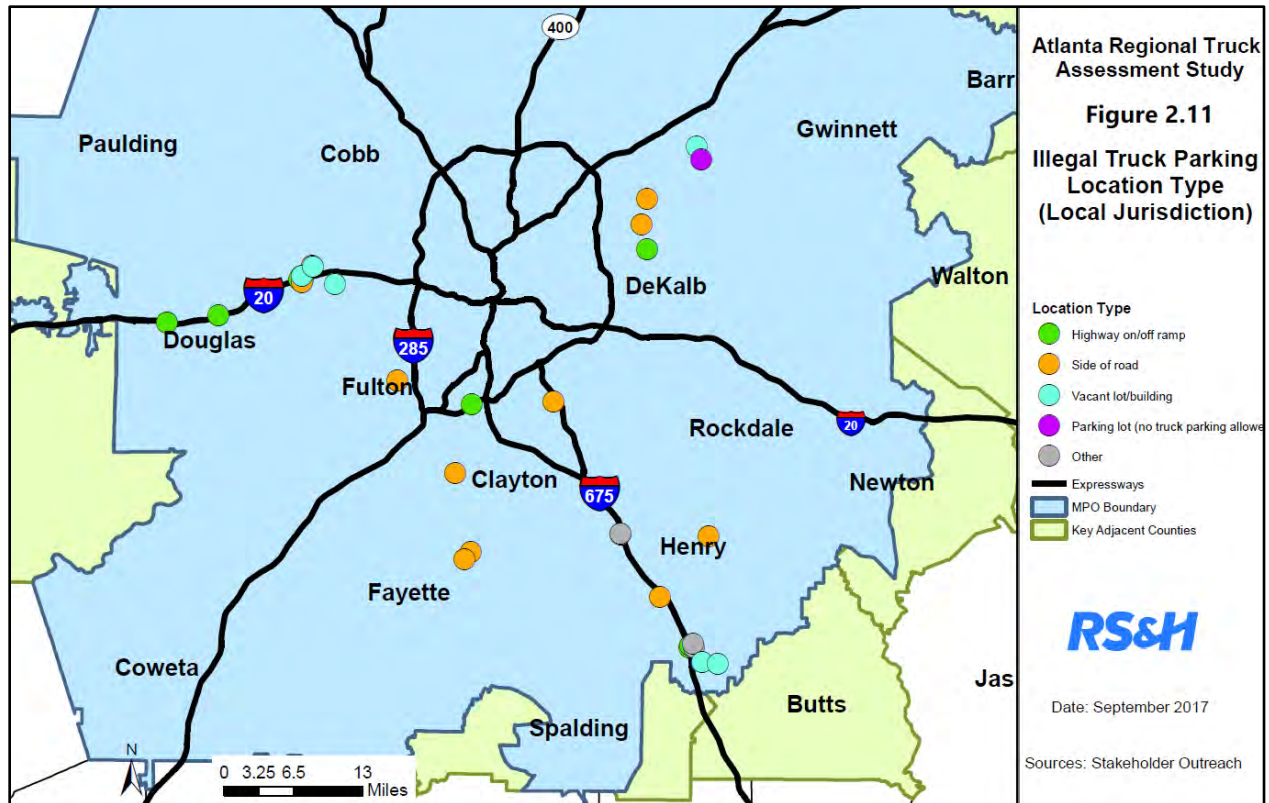 400
Barr
Paulding
Cobb
Gwinnett
DeKalb
Walton
20
Douglas
285
Fulton
Rockdale
20
Clayton
Newton
675
Henry
Fayette
Coweta
Jas
Butts
Spalding
N
0 3.25 6.5 13
Miles
Atlanta Regional Truck
Assessment Study
Figure 2.11
Illegal Truck Parking
Location Type
(Local Jurisdiction)
Location Type
Highway on/off ramp
Side of road
Vacant lot/building
Parking lot (no truck parking allowe
Other
Expressways
MPO Boundary
Key Adjacent Counties
RS&H
Date: September 2017
Sources: Stakeholder Outreach